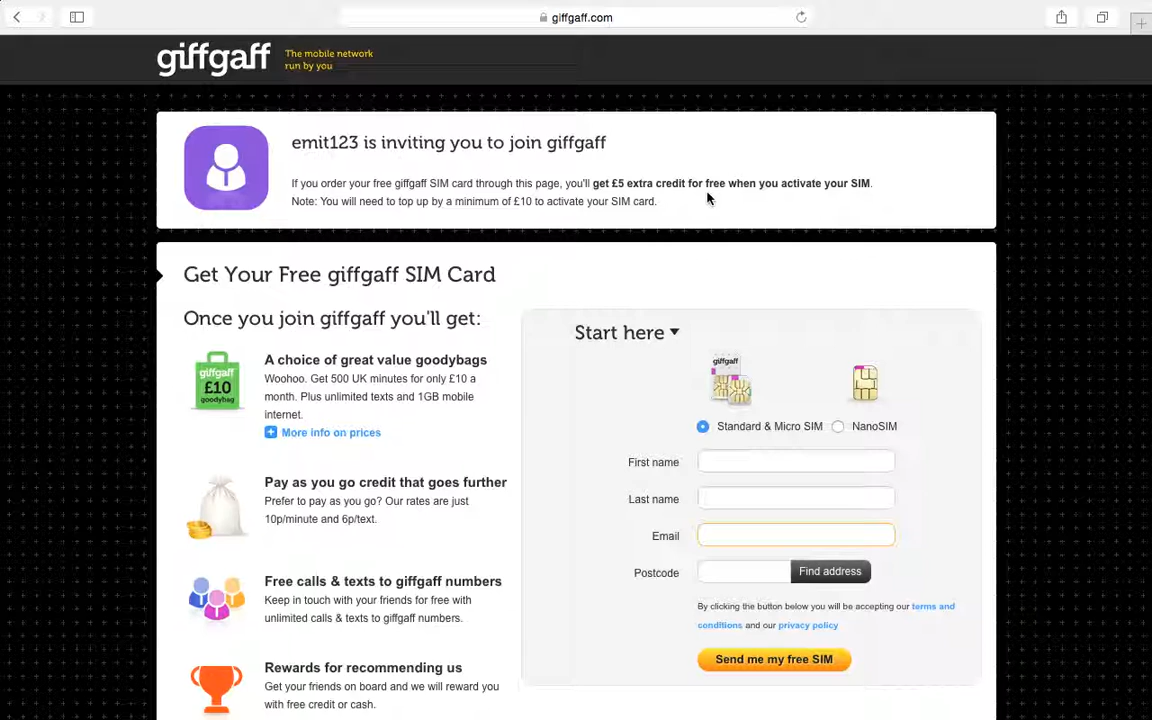 giffgaff.com
giffgaff
The mobile network
run by you
emit123 is inviting you to join giffgaff
If you order your free giffgaff SIM card through this page, you'll get £5 extra credit for free when you activate your SIM.
Note: You will need to top up by a minimum of £10 to activate your SIM card.
Get Your Free giffgaff SIM Card
Once you join giffgaff you'll get:
giffgaff
£10
goodybag
A choice of great value goodybags
Woohoo. Get 500 UK minutes for only £10 a
month. Plus unlimited texts and 1GB mobile
internet.
More info on prices
Pay as you go credit that goes further
Prefer to pay as you go? Our rates are just
10p/minute and 6p/text.
Free calls & texts to giffgaff numbers
Keep in touch with your friends for free with
unlimited calls & texts to giffgaff numbers.
Rewards for recommending us
Get your friends on board and we will reward you
with free credit or cash.
Start here
giffgaff
Standard & Micro SIM
NanoSIM
First name
Last name
Email
Postcode
Find address
By clicking the button below you will be accepting our terms and
conditions and our privacy policy
Send me my free SIM